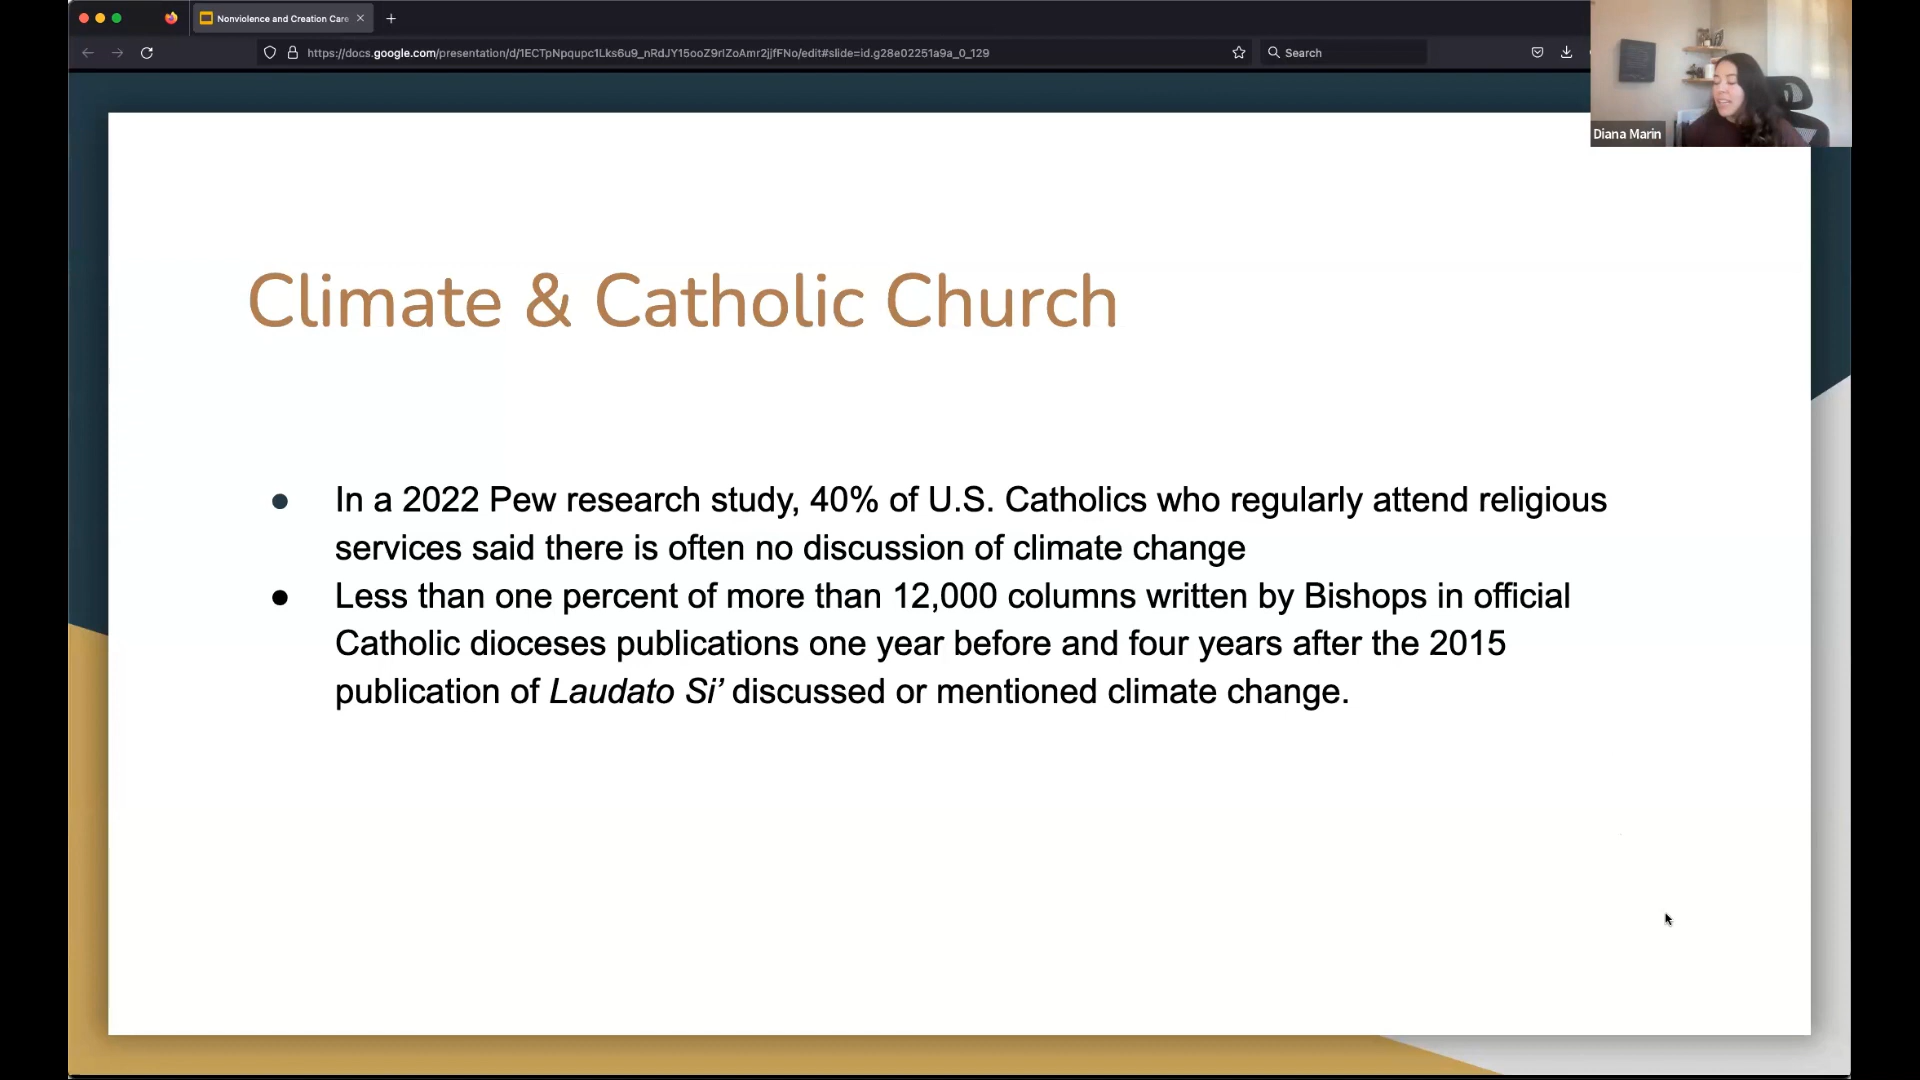 Nonviolence and Creation Care
https://docs.google.com/presentation/d/1ECTpNpqupc1Lks6u9_nRdJY15ooZ9rIZoAmr2jjfFNo/edit#slide=id.g28e02251a9a_0_129
Search
Diana Marin
Climate & Catholic Church
In a 2022 Pew research study, 40% of U.S. Catholics who regularly attend religious
services said there is often no discussion of climate change
Less than one percent of more than 12,000 columns written by Bishops in official
Catholic dioceses publications one year before and four years after the 2015
publication of Laudato Si’ discussed or mentioned climate change.